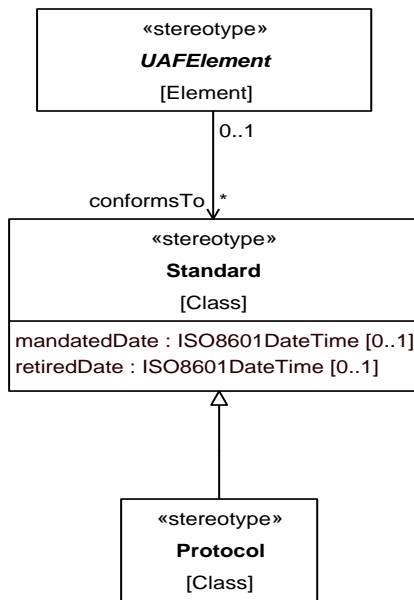 «stereotype»
UAFElement
[Element]
0..1
conformsTo *
«stereotype»
Standard
[Class]
mandatedDate : ISO8601DateTime [0..1]
retiredDate : ISO8601DateTime [0..1]
«stereotype»
Protocol
[Class]